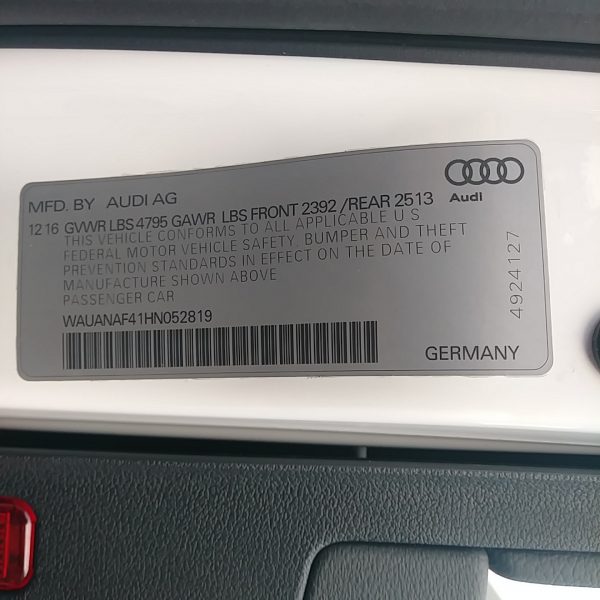 MFD. BY AUDI AG
Audi
12 16 GVWR LBS 4795 GAWR LBS FRONT 2392 /REAR 2513
THIS VEHICLE CONFORMS TO ALL APPLICABLE U S
FEDERAL MOTOR VEHICLE SAFETY, BUMPER AND THEFT
PREVENTION STANDARDS IN EFFECT ON THE DATE OF
MANUFACTURE SHOWN ABOVE
PASSENGER CAR
WAUANAF41HN052819
4924127
GERMANY